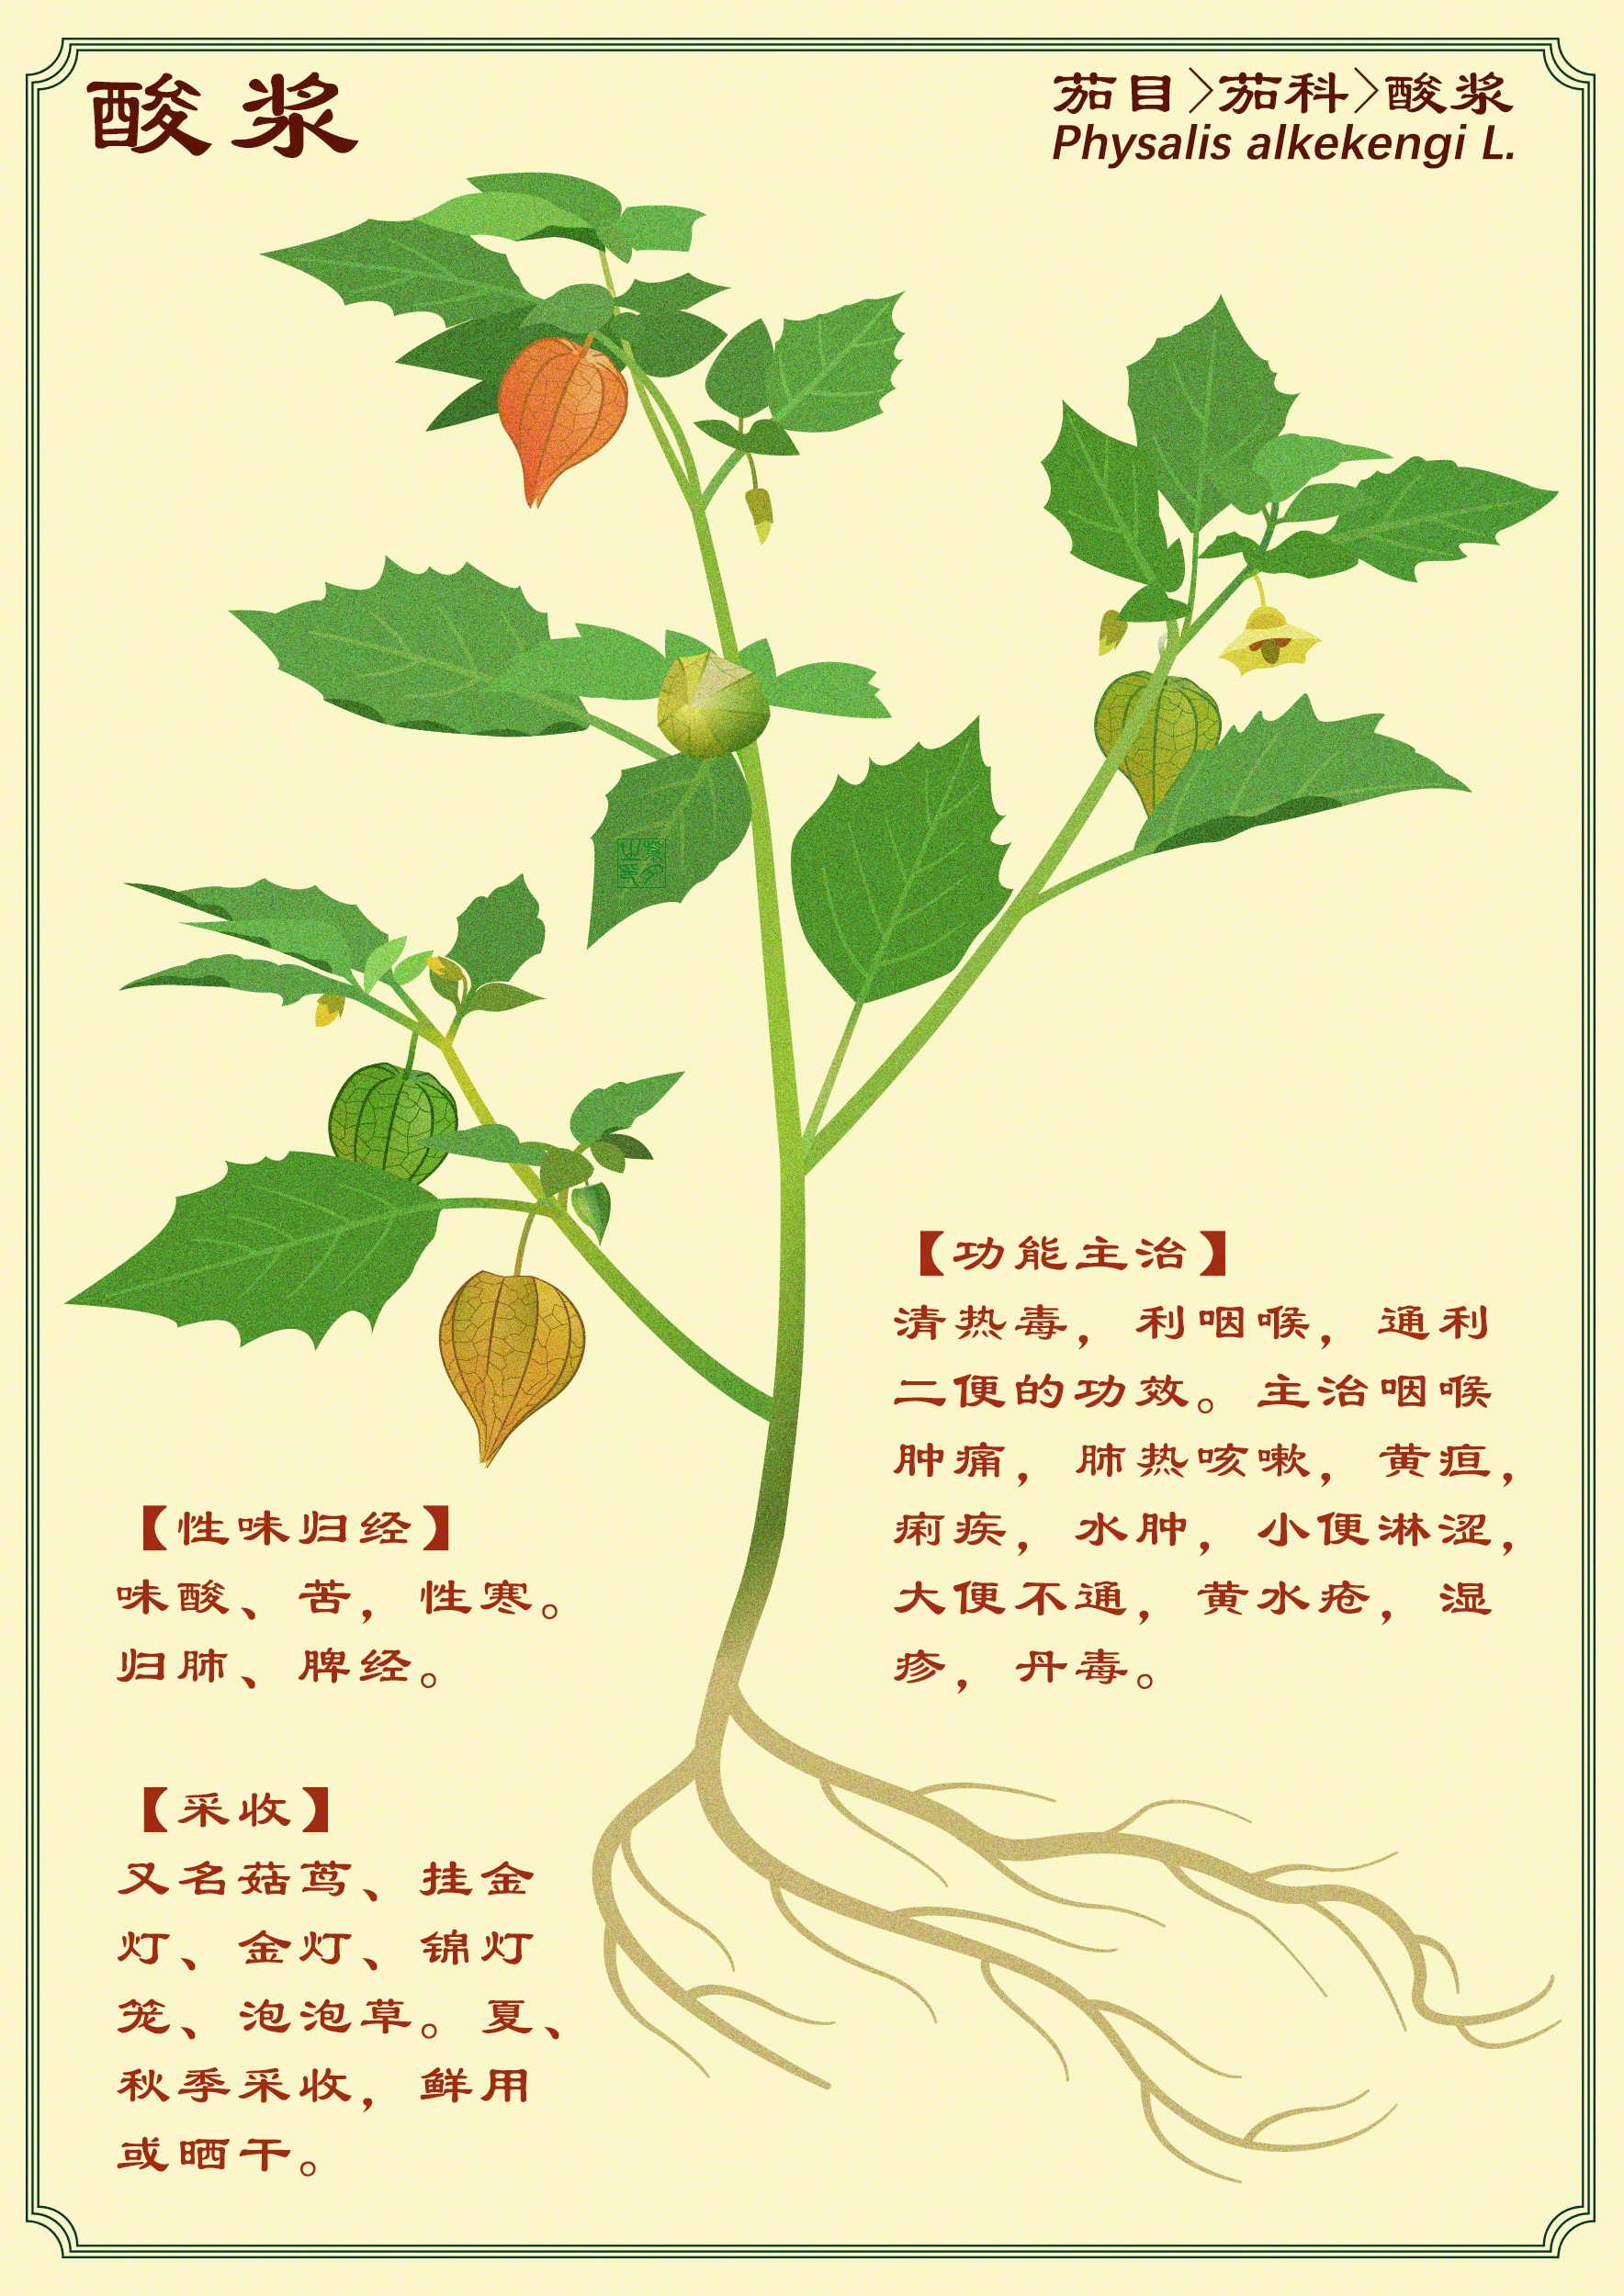 酸浆
茄目>茄科>酸浆
Physalis alkekengi L.
【功能主治】
清热毒，利咽喉，通利
二便的功效。主治咽喉
肿痛，肺热咳嗽，黄疸，
痢疾，水肿，小便淋涩，
大便不通，黄水疮，湿
疹，丹毒。
【性味归经】
味酸、苦，性寒。
归肺、脾经。
【采收】
又名菇茑、挂金
灯、金灯、锦灯
笼、泡泡草。夏、
秋季采收，鲜用
或晒干。